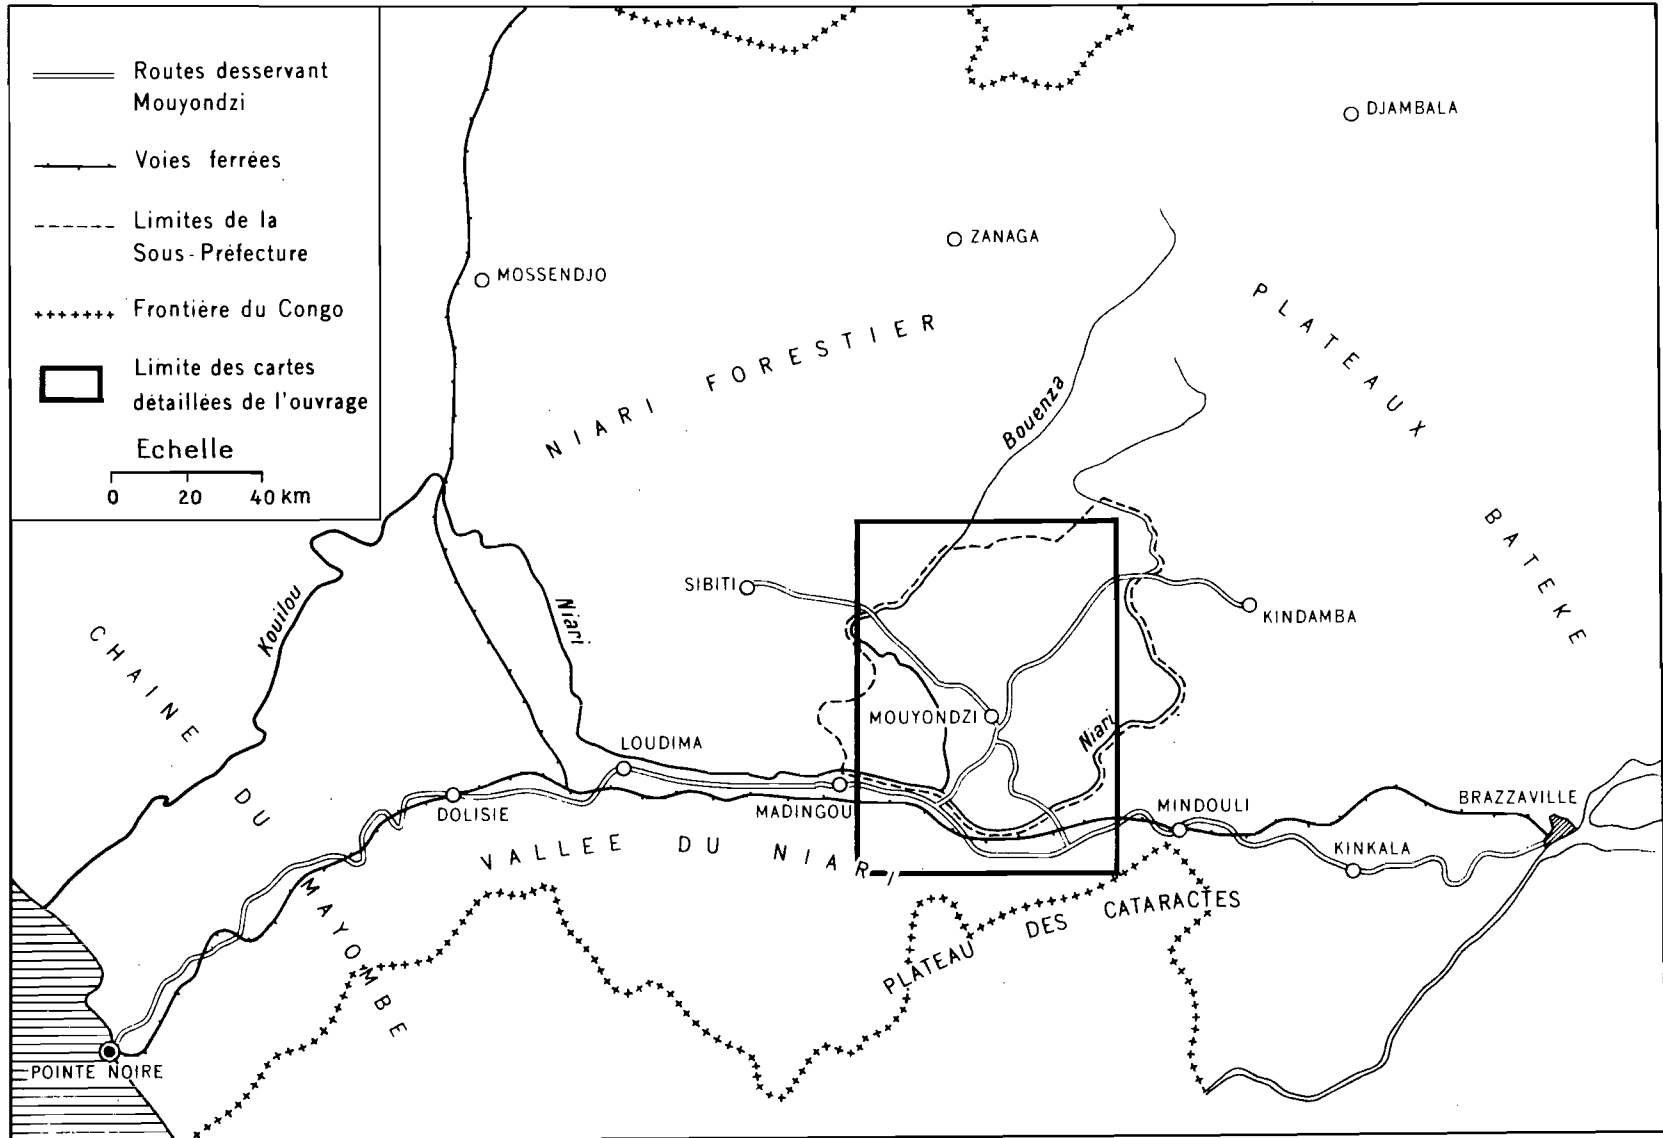 Routes desservant
Mouyondzi
Voies ferrées
Limites de la
Sous-Préfecture
Frontière du Congo
Limite des cartes
détaillées de l'ouvrage
Echelle
0 20 40 km
DJAMBALA
ZANAGA
MOSSENDJO
NIARI FORESTIER
PLATEAUX BATEKE
Bouenza
SIBITI
KINDAMBA
Kouilou
Niari
CHAINE DU MAYOMBE
MOUYONDZI
Niari
LOUDIMA
DOLISIE
MADINGOU
MINDOULI
BRAZZAVILLE
KINKALA
VALLEE DU NIARI
PLATEAU DES CATARACTES
POINTE NOIRE